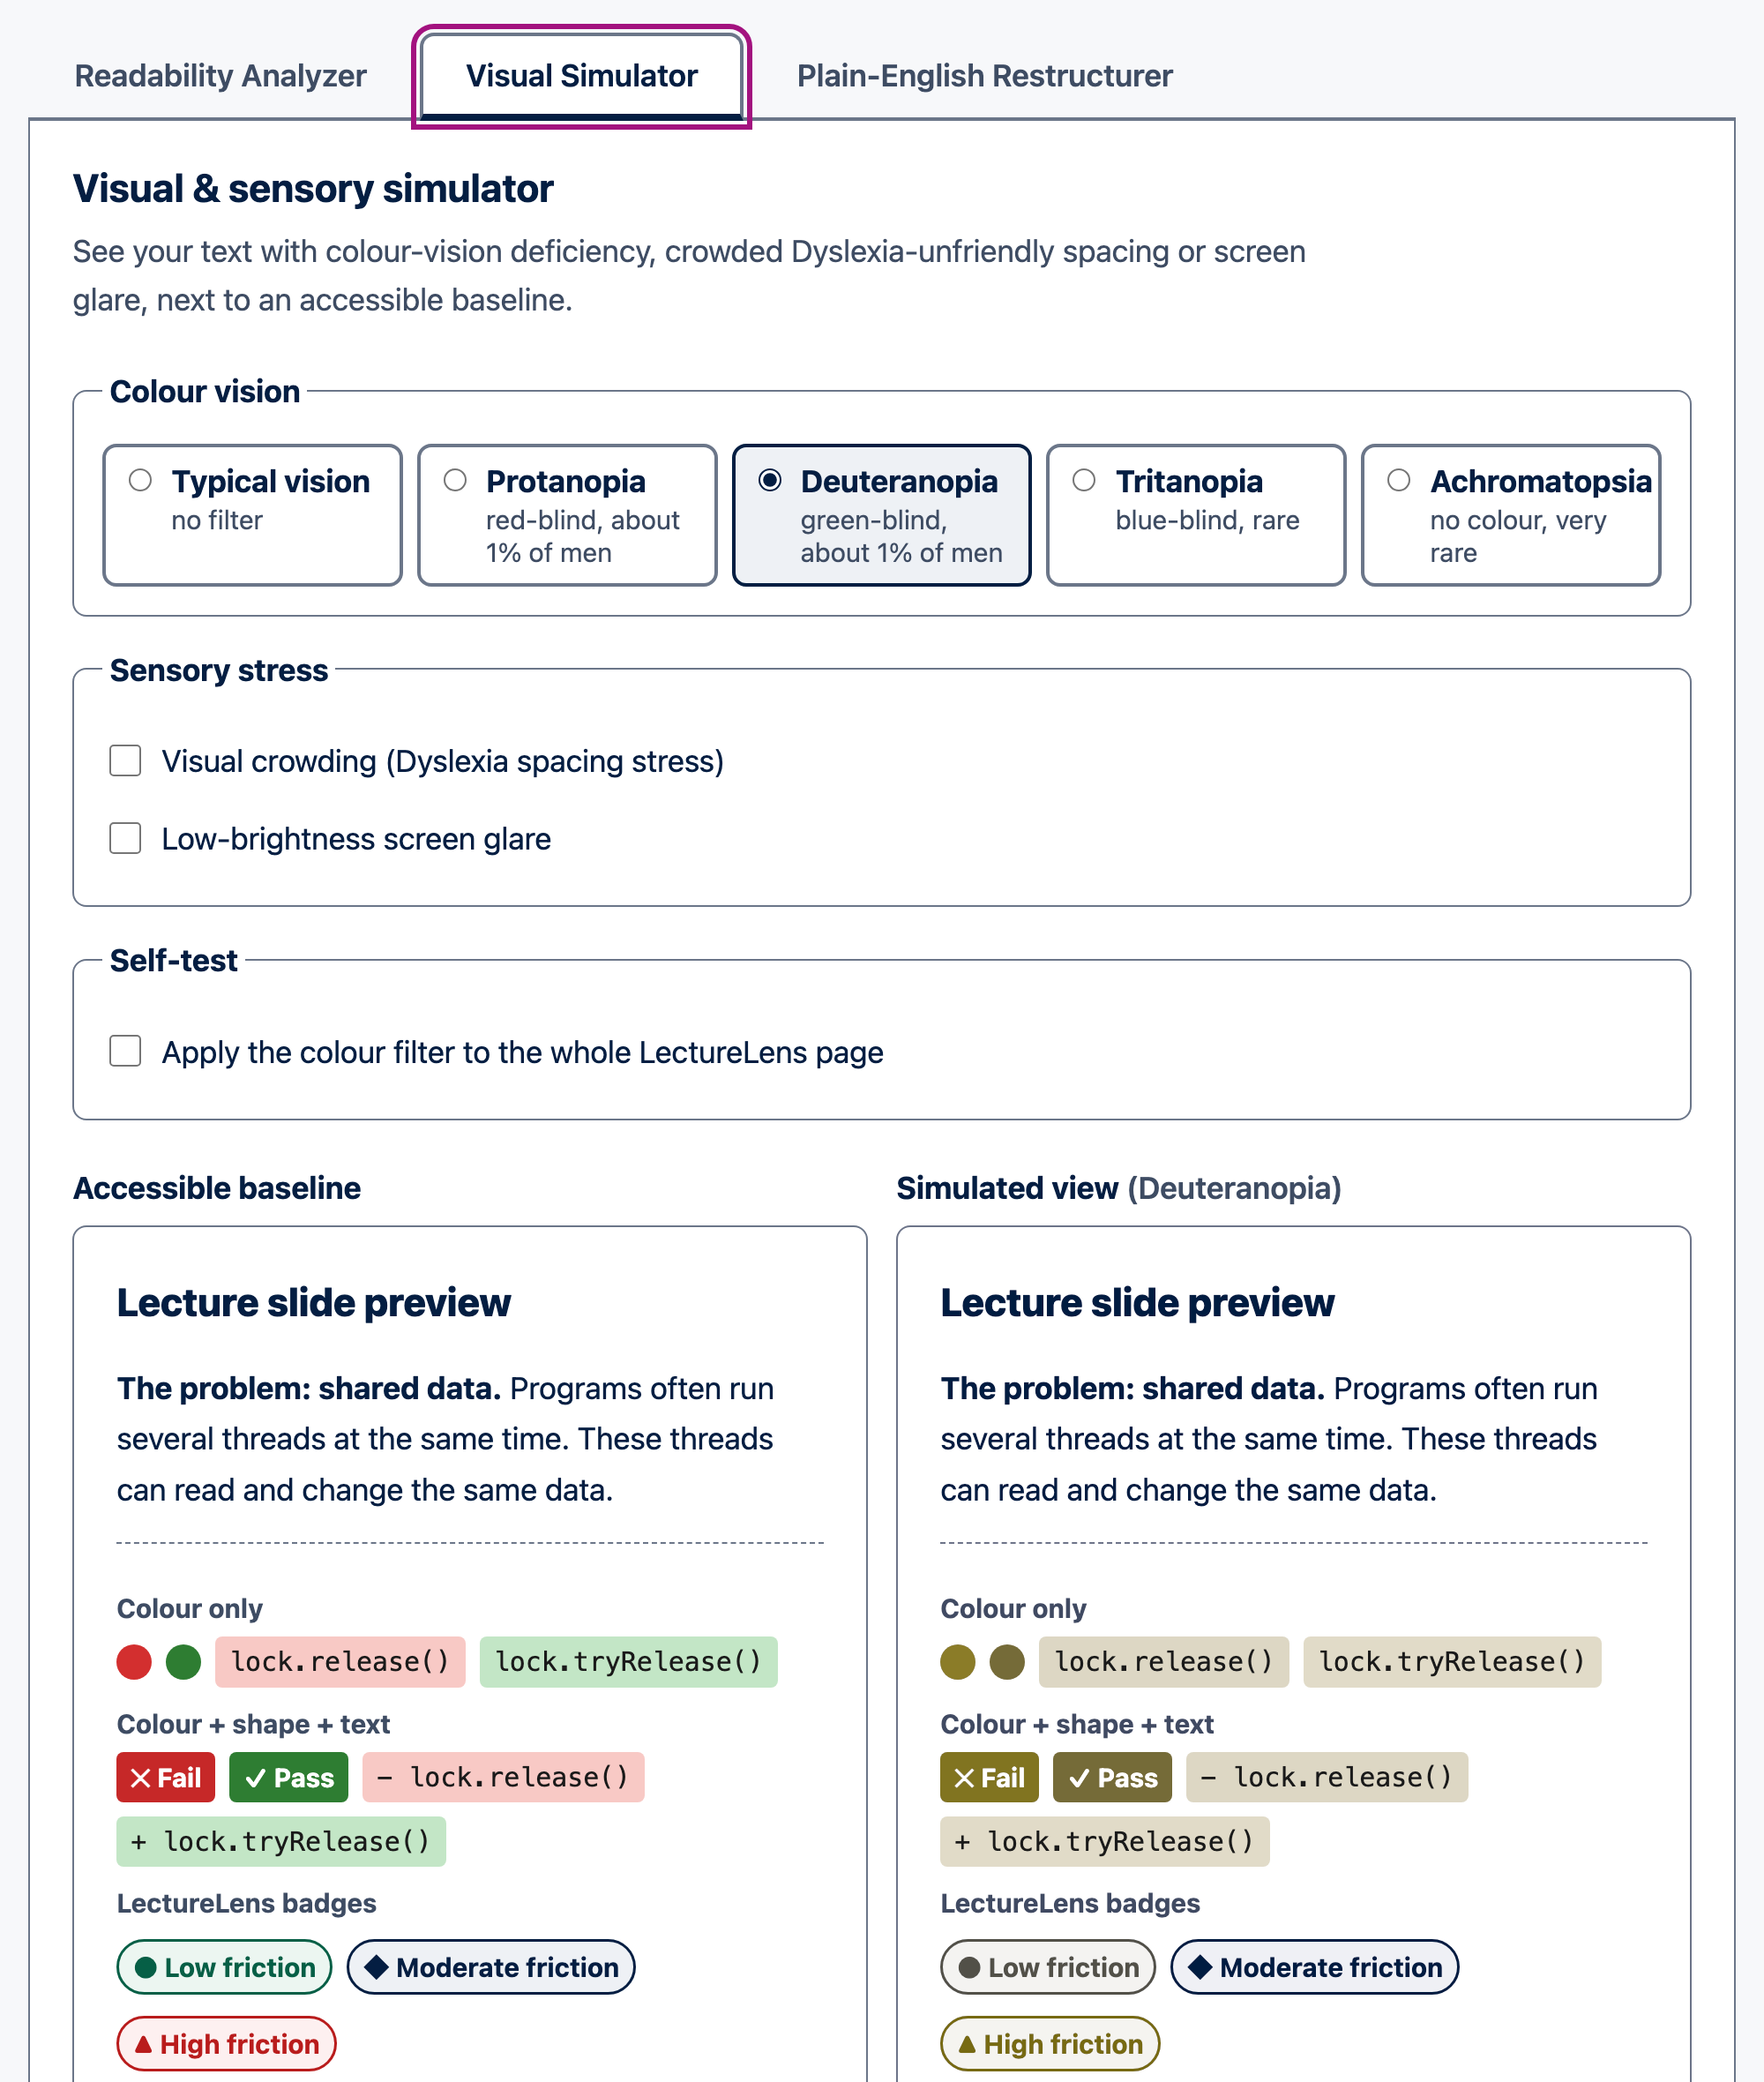 Readability Analyzer
Visual Simulator
Plain-English Restructurer
Visual & sensory simulator
See your text with colour-vision deficiency, crowded Dyslexia-unfriendly spacing or screen
glare, next to an accessible baseline.
Colour vision
Typical vision
no filter
Protanopia
red-blind, about
1% of men
Deuteranopia
green-blind,
about 1% of men
Tritanopia
blue-blind, rare
Achromatopsia
no colour, very
rare
Sensory stress
Visual crowding (Dyslexia spacing stress)
Low-brightness screen glare
Self-test
Apply the colour filter to the whole LectureLens page
Accessible baseline
Lecture slide preview
The problem: shared data. Programs often run
several threads at the same time. These threads
can read and change the same data.
Colour only
lock.release() lock.tryRelease()
Colour + shape + text
Fail Pass − lock.release()
+ lock.tryRelease()
LectureLens badges
Low friction Moderate friction
High friction
Simulated view (Deuteranopia)
Lecture slide preview
The problem: shared data. Programs often run
several threads at the same time. These threads
can read and change the same data.
Colour only
lock.release() lock.tryRelease()
Colour + shape + text
Fail Pass − lock.release()
+ lock.tryRelease()
LectureLens badges
Low friction Moderate friction
High friction